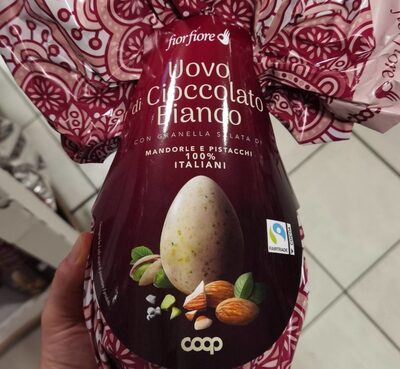 fiorfiore
Uovo
di Cioccolato
Bianco
CON GRANELLA SALATA DI
MANDORLE E PISTACCHI
100%
ITALIANI
FAIRTRADE
coop